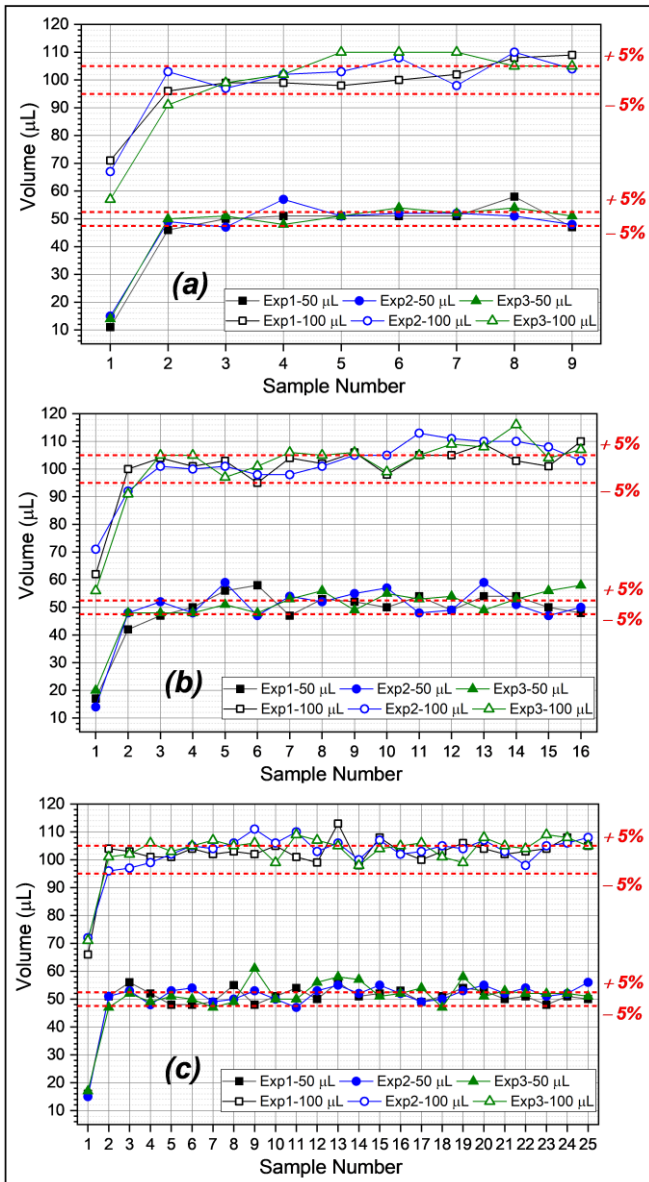 120
110
100
90
80
70
60
50
40
30
20
10
Volume (μL)
+5%
−5%
+5%
−5%
(a)
Exp1-50 μL Exp2-50 μL Exp3-50 μL
Exp1-100 μL Exp2-100 μL Exp3-100 μL
1 2 3 4 5 6 7 8 9
Sample Number
120
110
100
90
80
70
60
50
40
30
20
10
Volume (μL)
+5%
−5%
+5%
−5%
(b)
Exp1-50 μL Exp2-50 μL Exp3-50 μL
Exp1-100 μL Exp2-100 μL Exp3-100 μL
1 2 3 4 5 6 7 8 9 10 11 12 13 14 15 16
Sample Number
120
110
100
90
80
70
60
50
40
30
20
10
Volume (μL)
+5%
−5%
+5%
−5%
(c)
Exp1-50 μL Exp2-50 μL Exp3-50 μL
Exp1-100 μL Exp2-100 μL Exp3-100 μL
1 2 3 4 5 6 7 8 9 10 11 12 13 14 15 16 17 18 19 20 21 22 23 24 25
Sample Number